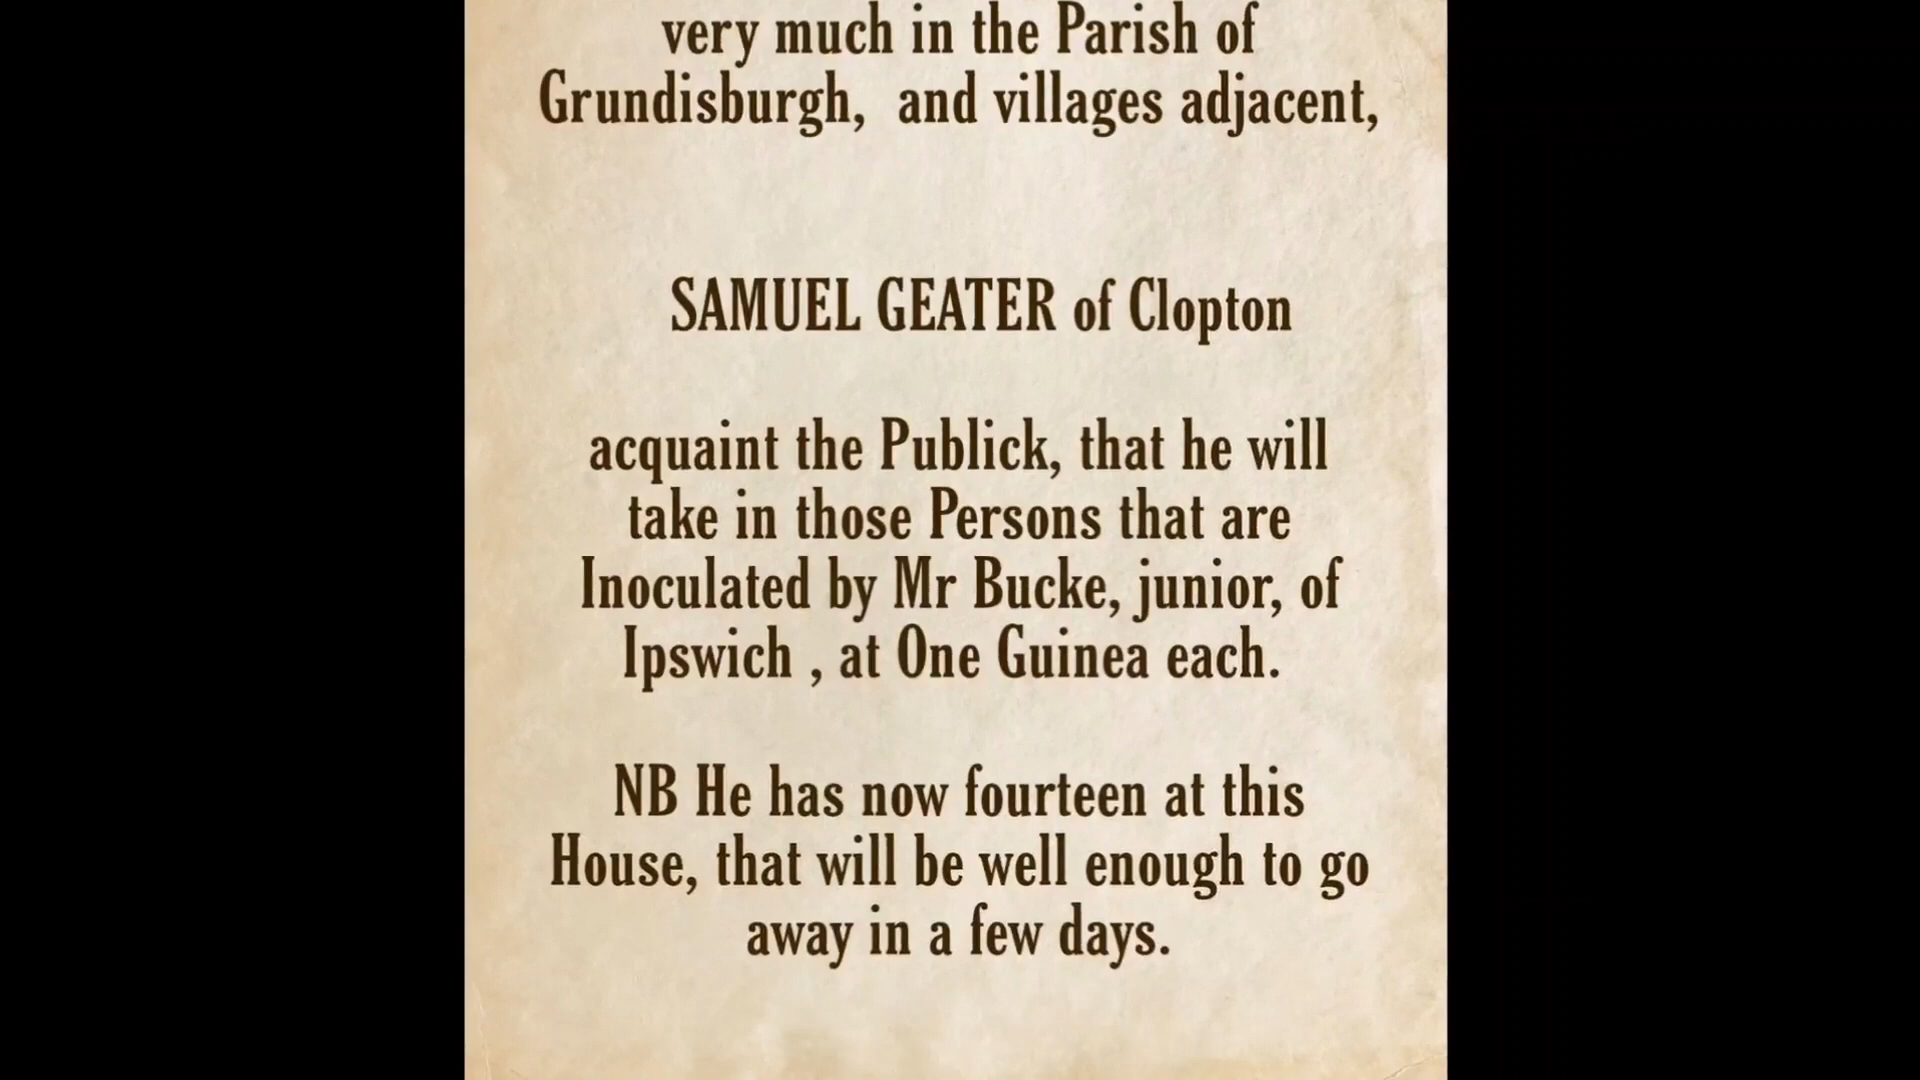 very much in the Parish of
Grundisburgh, and villages adjacent,
SAMUEL GEATER of Clopton
acquaint the Publick, that he will
take in those Persons that are
Inoculated by Mr Bucke, junior, of
Ipswich , at One Guinea each.
NB He has now fourteen at this
House, that will be well enough to go
away in a few days.